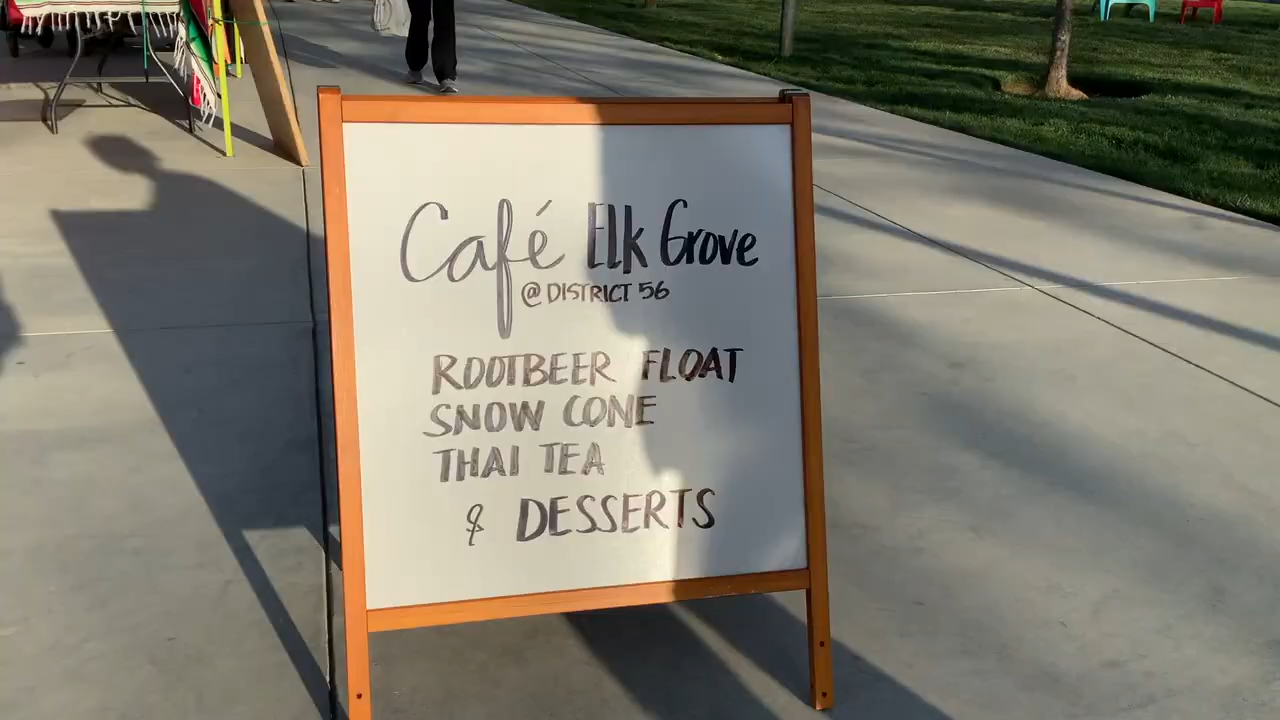 Café Elk Grove
@ DISTRICT 56
ROOTBEER FLOAT
SNOW CONE
THAI TEA
& DESSERTS